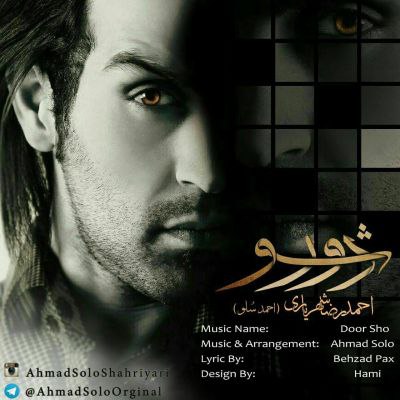 دور شو
احمدرضا شهریاری (احمد سُلو)
Music Name: Door Sho
Music & Arrangement: Ahmad Solo
Lyric By: Behzad Pax
Design By: Hami
AhmadSoloShahriyari
@AhmadSoloOrginal